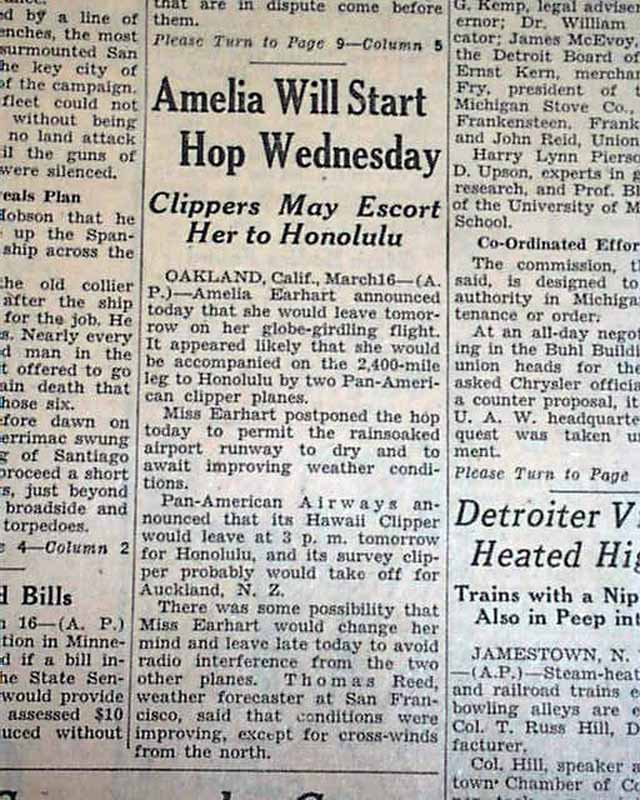 d by a line of
enches, the most
surmounted San
he key city of
of the campaign.
fleet could not
without being
no land attack
il the guns of
were silenced.
eals Plan
Hobson that he
up the Span-
ship across the
he old collier
after the ship
for the job. He
s. Nearly every
d man in the
t offered to go
ain death that
hose six.
fore dawn on
errimac swung
g of Santiago
proceed a short
rs, just beyond
broadside and
torpedoes.
e 4—Column 2
d Bills
h 16—(A. P.)
tion in Minne-
d if a bill in-
he State Sen-
would provide
assessed $10
uced without
that are in dispute come before
them.
Please Turn to Page 9—Column 5
Amelia Will Start
Hop Wednesday
Clippers May Escort
Her to Honolulu
OAKLAND, Calif., March16—(A.
P.)—Amelia Earhart announced
today that she would leave tomor-
row on her globe-girdling flight.
It appeared likely that she would
be accompanied on the 2,400-mile
leg to Honolulu by two Pan-Ameri-
can clipper planes.
Miss Earhart postponed the hop
today to permit the rainsoaked
airport runway to dry and to
await improving weather condi-
tions.
Pan-American Airways an-
nounced that its Hawaii Clipper
would leave at 3 p. m. tomorrow
for Honolulu, and its survey clip-
per probably would take off for
Auckland, N. Z.
There was some possibility that
Miss Earhart would change her
mind and leave late today to avoid
radio interference from the two
other planes. Thomas Reed,
weather forecaster at San Fran-
cisco, said that conditions were
improving, except for cross-winds
from the north.
G. Kemp, legal adviser
ernor; Dr. William
cator; James McEvoy,
the Detroit Board of
Ernst Kern, merchan
Fry, president of t
Michigan Stove Co.,
Frankensteen, Frank
and John Reid, Union
Harry Lynn Pierso
D. Upson, experts in g
research, and Prof. Bl
of the University of M
School.
Co-Ordinated Effor
The commission, th
said, is designed to
authority in Michiga
tenance or order.
At an all-day negot
ing in the Buhl Buildi
union heads for the
asked Chrysler officia
a counter proposal, it
U. A. W. headquarte
quest was taken u
ment.
Please Turn to Page
Detroiter V
Heated Hig
Trains with a Nip
Also in Peep int
JAMESTOWN, N.
—(A.P.)—Steam-heat
and railroad trains e
bowling alleys are e
Col. T. Russ Hill, D
facturer.
Col. Hill, speaker a
town Chamber of C